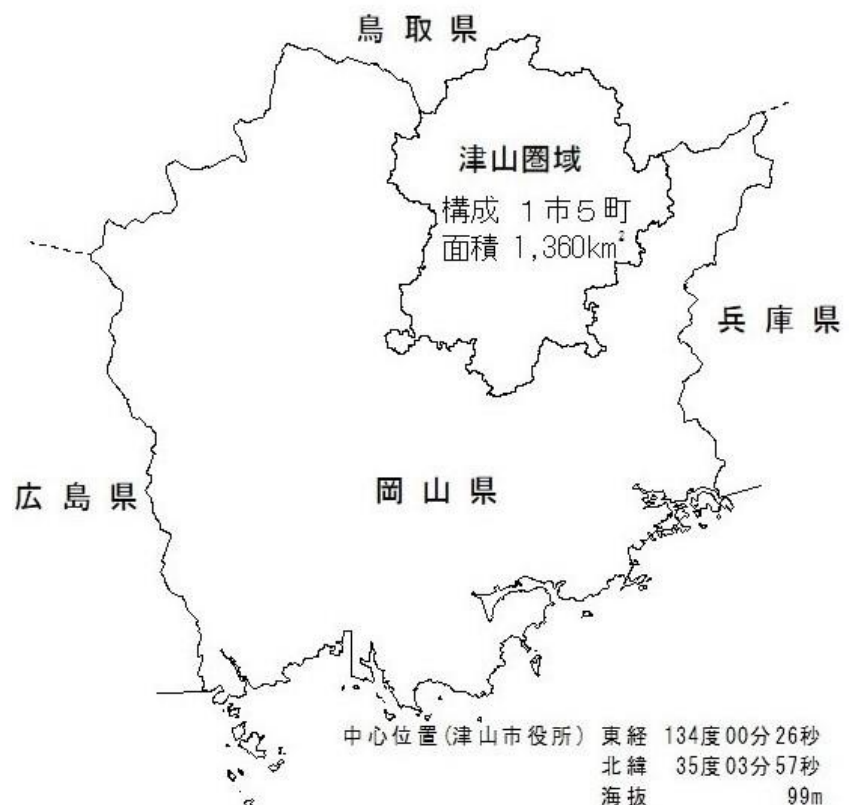 鳥取県
津山圏域
構成 1市5町
面積 1,360km²
兵庫県
広島県
岡山県
中心位置(津山市役所) 東経 134度00分26秒
北緯 35度03分57秒
海抜 99m